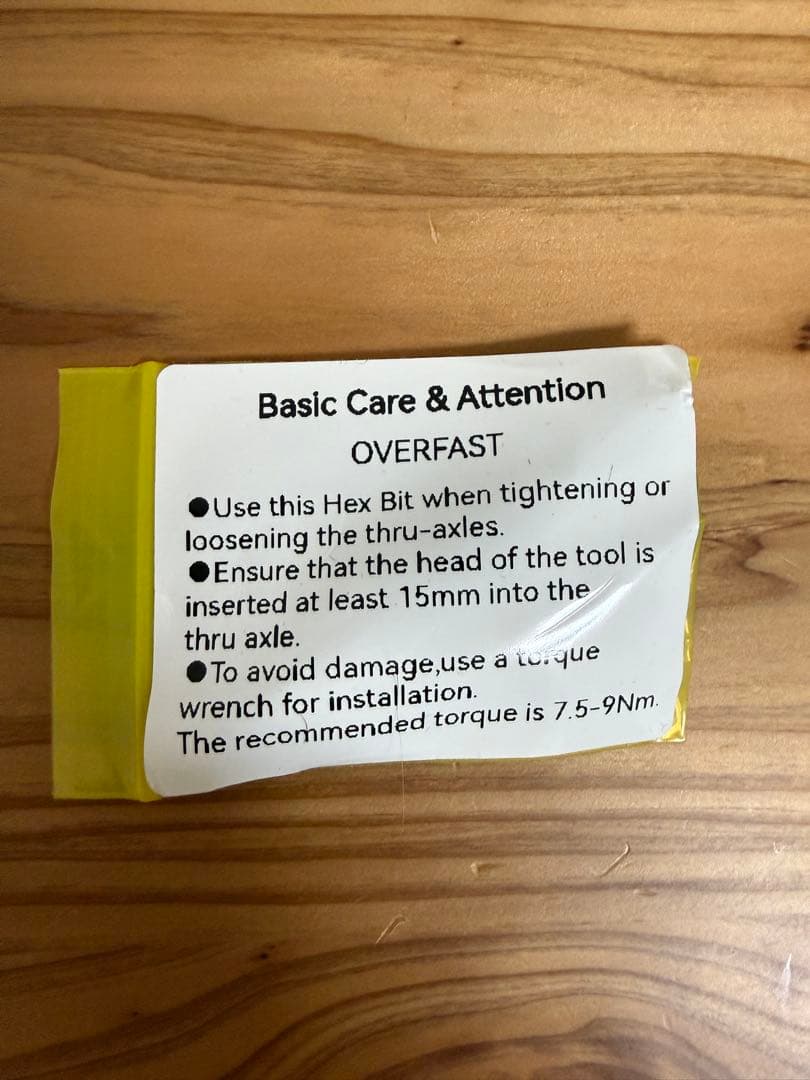 Basic Care & Attention
OVERFAST
●Use this Hex Bit when tightening or
loosening the thru-axles.
●Ensure that the head of the tool is
inserted at least 15mm into the
thru axle.
●To avoid damage,use a torque
wrench for installation.
The recommended torque is 7.5-9Nm.